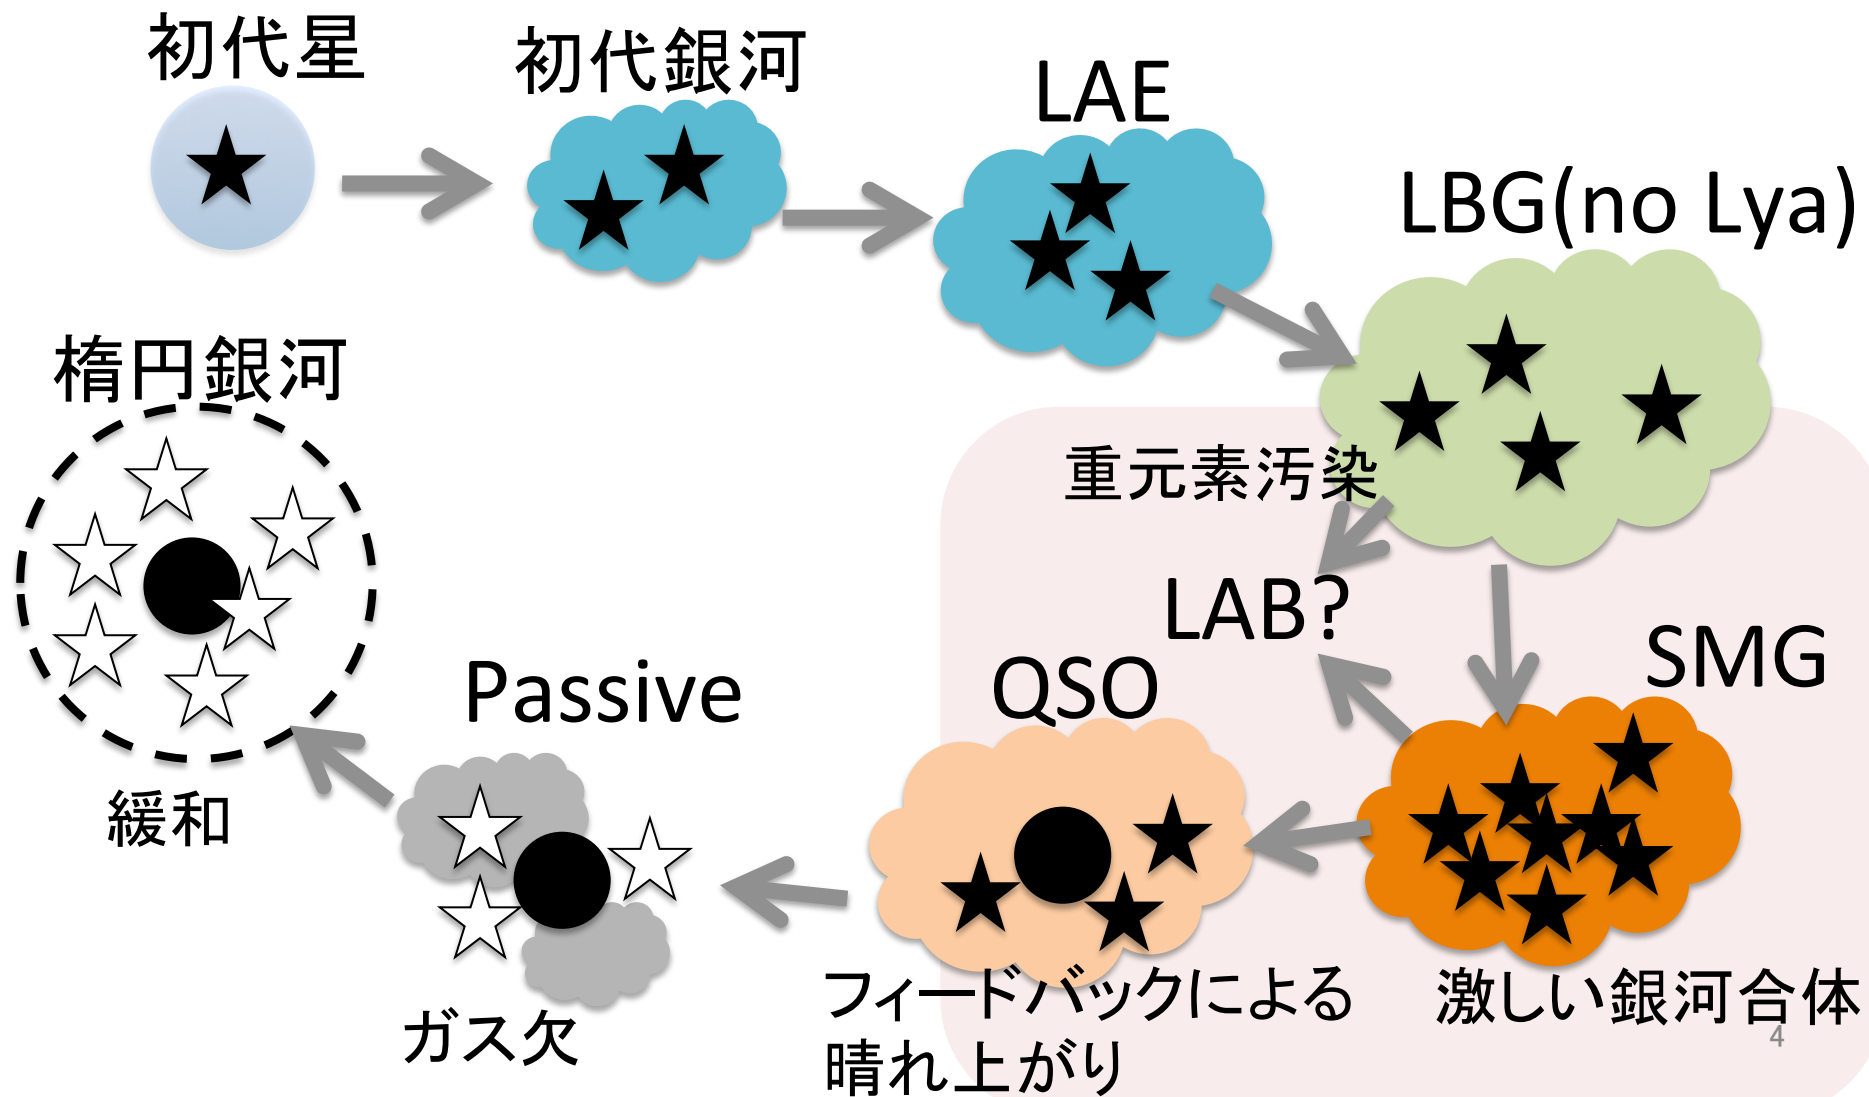 初代星
初代銀河
LAE
LBG(no Lya)
楕円銀河
重元素汚染
LAB?
SMG
QSO
Passive
緩和
激しい銀河合体
フィードバックによる
晴れ上がり
ガス欠
4